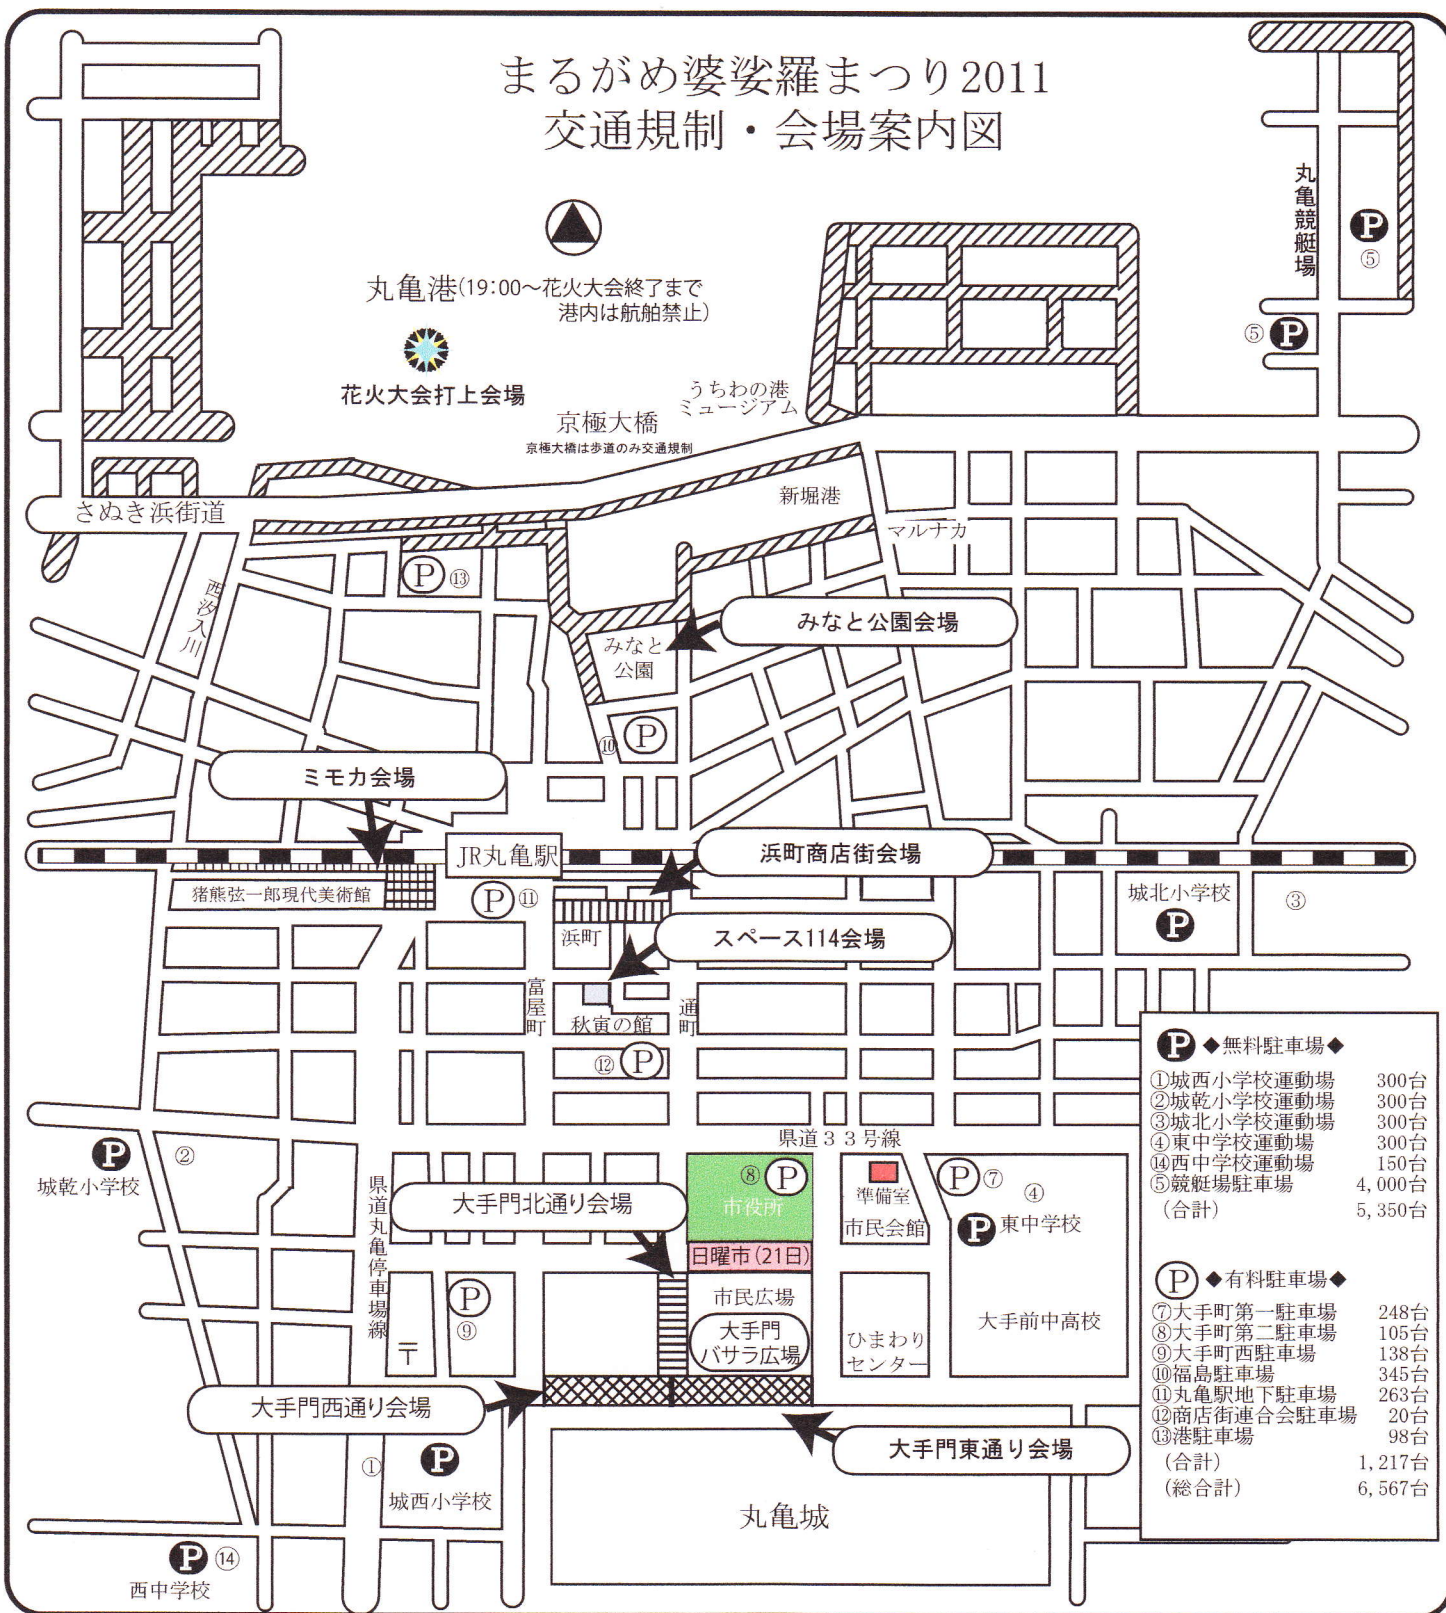 まるがめ婆娑羅まつり2011
交通規制・会場案内図
丸亀競艇場
P
⑤
丸亀港(19:00～花火大会終了まで
港内は航舶禁止)
⑤ P
花火大会打上会場
うちわの港
ミュージアム
京極大橋
京極大橋は歩道のみ交通規制
新堀港
さぬき浜街道
マルナカ
P ⑬
西汐入川
みなと公園会場
みなと
公園
⑩ P
ミモカ会場
JR丸亀駅
浜町商店街会場
猪熊弦一郎現代美術館
P ⑪
城北小学校
P
③
浜町
スペース114会場
富屋町
秋寅の館
通町
⑫ P
P ◆無料駐車場◆
①城西小学校運動場 300台
②城乾小学校運動場 300台
③城北小学校運動場 300台
④東中学校運動場 300台
⑭西中学校運動場 150台
⑤競艇場駐車場 4,000台
(合計) 5,350台
P ◆有料駐車場◆
⑦大手町第一駐車場 248台
⑧大手町第二駐車場 105台
⑨大手町西駐車場 138台
⑩福島駐車場 345台
⑪丸亀駅地下駐車場 263台
⑫商店街連合会駐車場 20台
⑬港駐車場 98台
(合計) 1,217台
(総合計) 6,567台
県道33号線
P ②
城乾小学校
県道丸亀停車場線
大手門北通り会場
⑧ P
市役所
準備室
市民会館
P ⑦
④
P 東中学校
日曜市(21日)
市民広場
大手門
バサラ広場
P
⑨
〒
ひまわり
センター
大手前中高校
大手門西通り会場
大手門東通り会場
①
P
城西小学校
丸亀城
P ⑭
西中学校